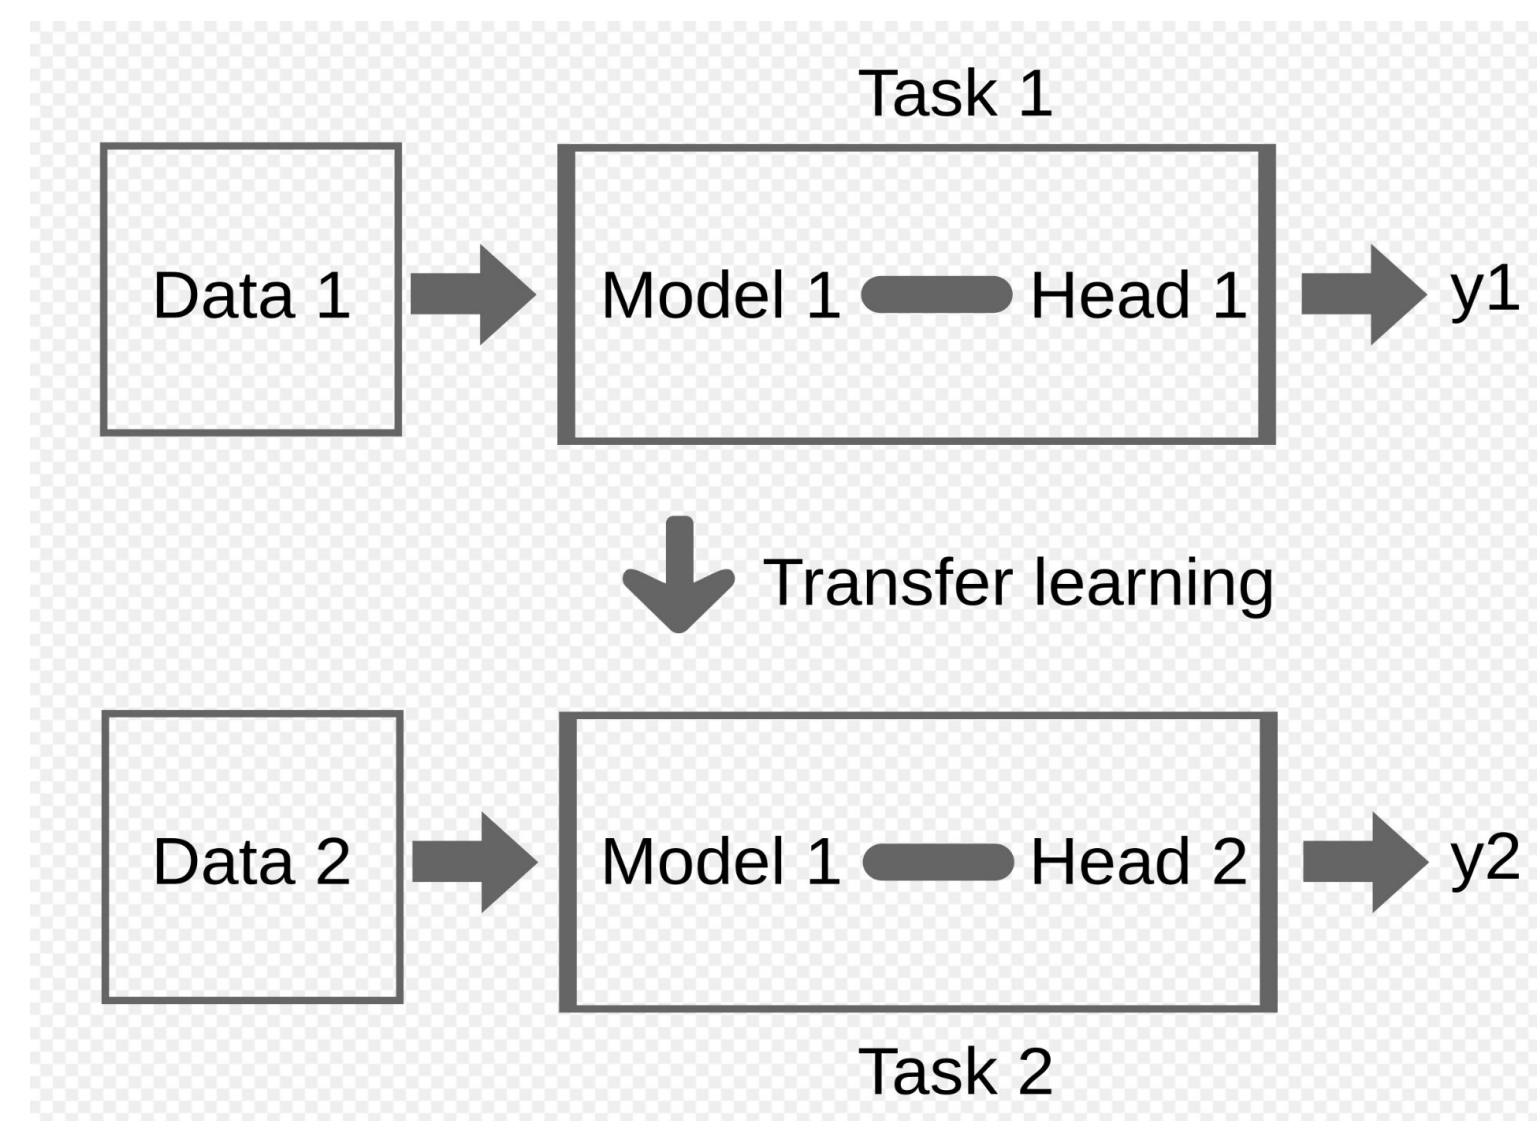 Task 1
Data 1
Model 1
Head 1
y1
Transfer learning
Data 2
Model 1
Head 2
y2
Task 2